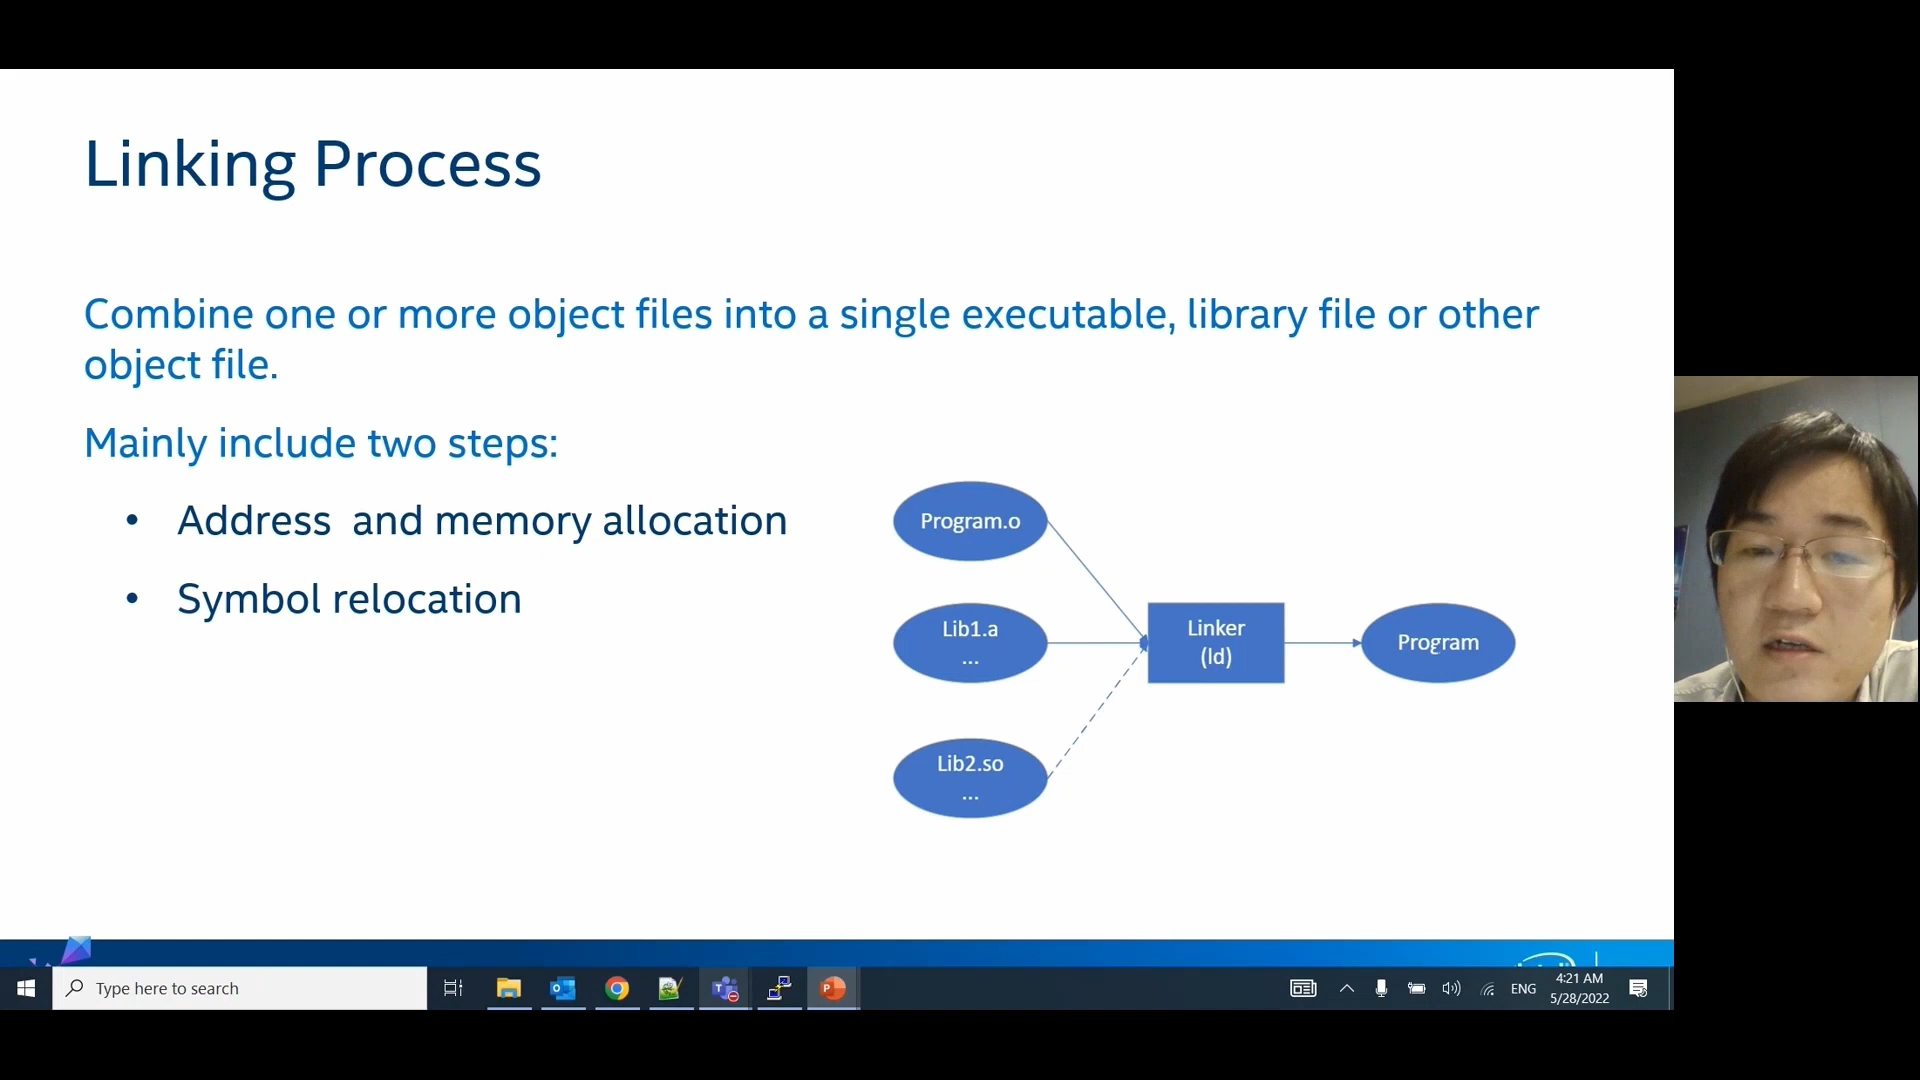 Linking Process
Combine one or more object files into a single executable, library file or other
object file.
Mainly include two steps:
• Address and memory allocation
• Symbol relocation
Program.o
Lib1.a
...
Lib2.so
...
Linker
(ld)
Program
Type here to search
ENG
4:21 AM
5/28/2022